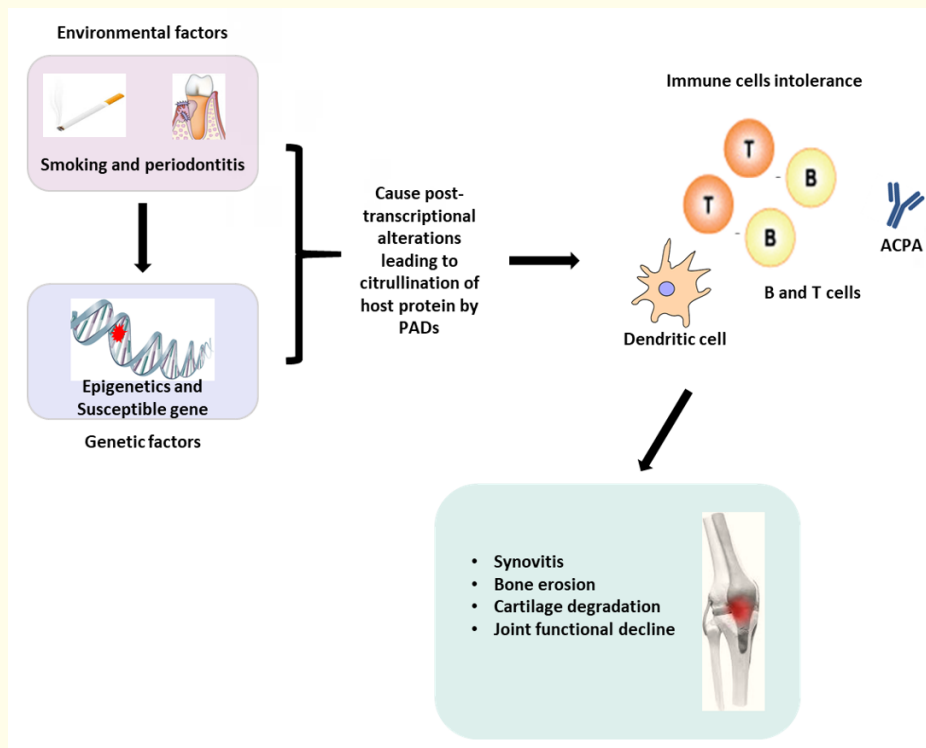 Environmental factors
Smoking and periodontitis
Epigenetics and
Susceptible gene
Genetic factors
Cause post-
transcriptional
alterations
leading to
citrullination of
host protein by
PADs
Immune cells intolerance
T
B
T
B
ACPA
B and T cells
Dendritic cell
• Synovitis
• Bone erosion
• Cartilage degradation
• Joint functional decline